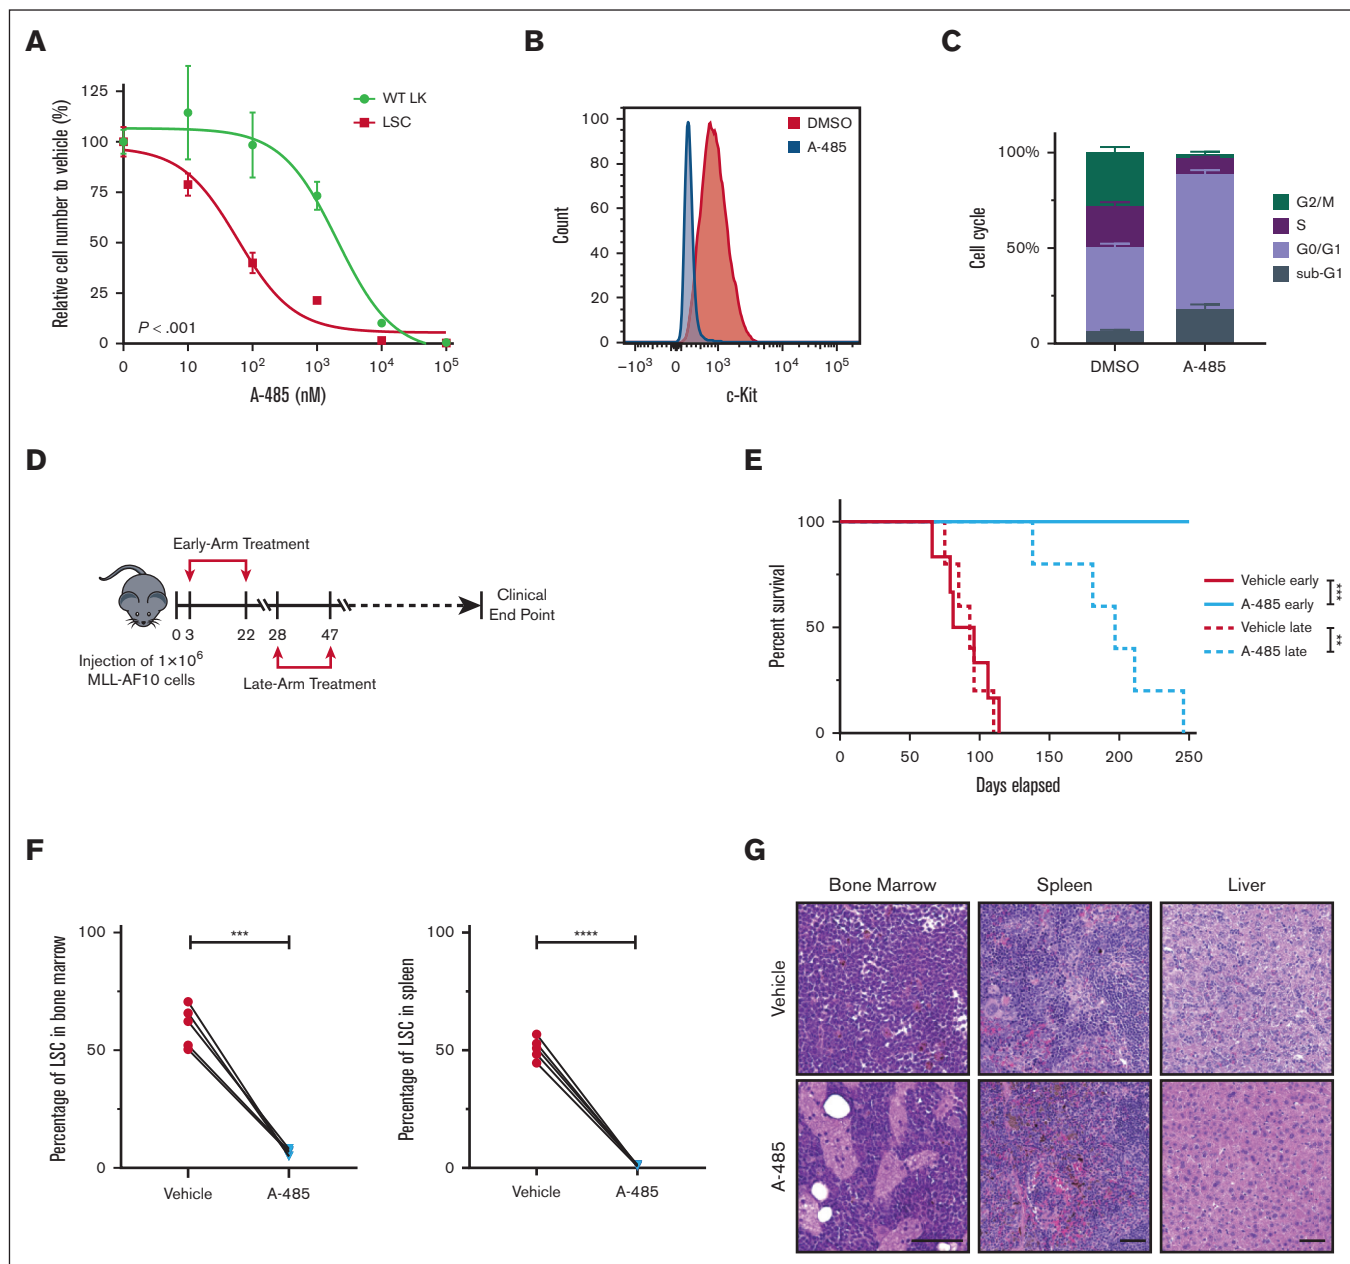 A
Relative cell number to vehicle (%)
125
100
75
50
25
0
WT LK
LSC
P < .001
0
10
10²
10³
10⁴
10⁵
A-485 (nM)
B
Count
100
80
60
40
20
0
DMSO
A-485
−10³
0
10³
10⁴
10⁵
c-Kit
C
Cell cycle
100%
50%
0
G2/M
S
G0/G1
sub-G1
DMSO
A-485
D
Early-Arm Treatment
Clinical
End Point
0 3
22
28
47
Injection of 1×10⁶
MLL-AF10 cells
Late-Arm Treatment
E
Percent survival
100
50
0
Vehicle early
A-485 early
Vehicle late
A-485 late
***
**
0
50
100
150
200
250
Days elapsed
F
Percentage of LSC in bone marrow
100
50
0
***
Vehicle
A-485
Percentage of LSC in spleen
100
50
0
****
Vehicle
A-485
G
Bone Marrow
Spleen
Liver
Vehicle
A-485